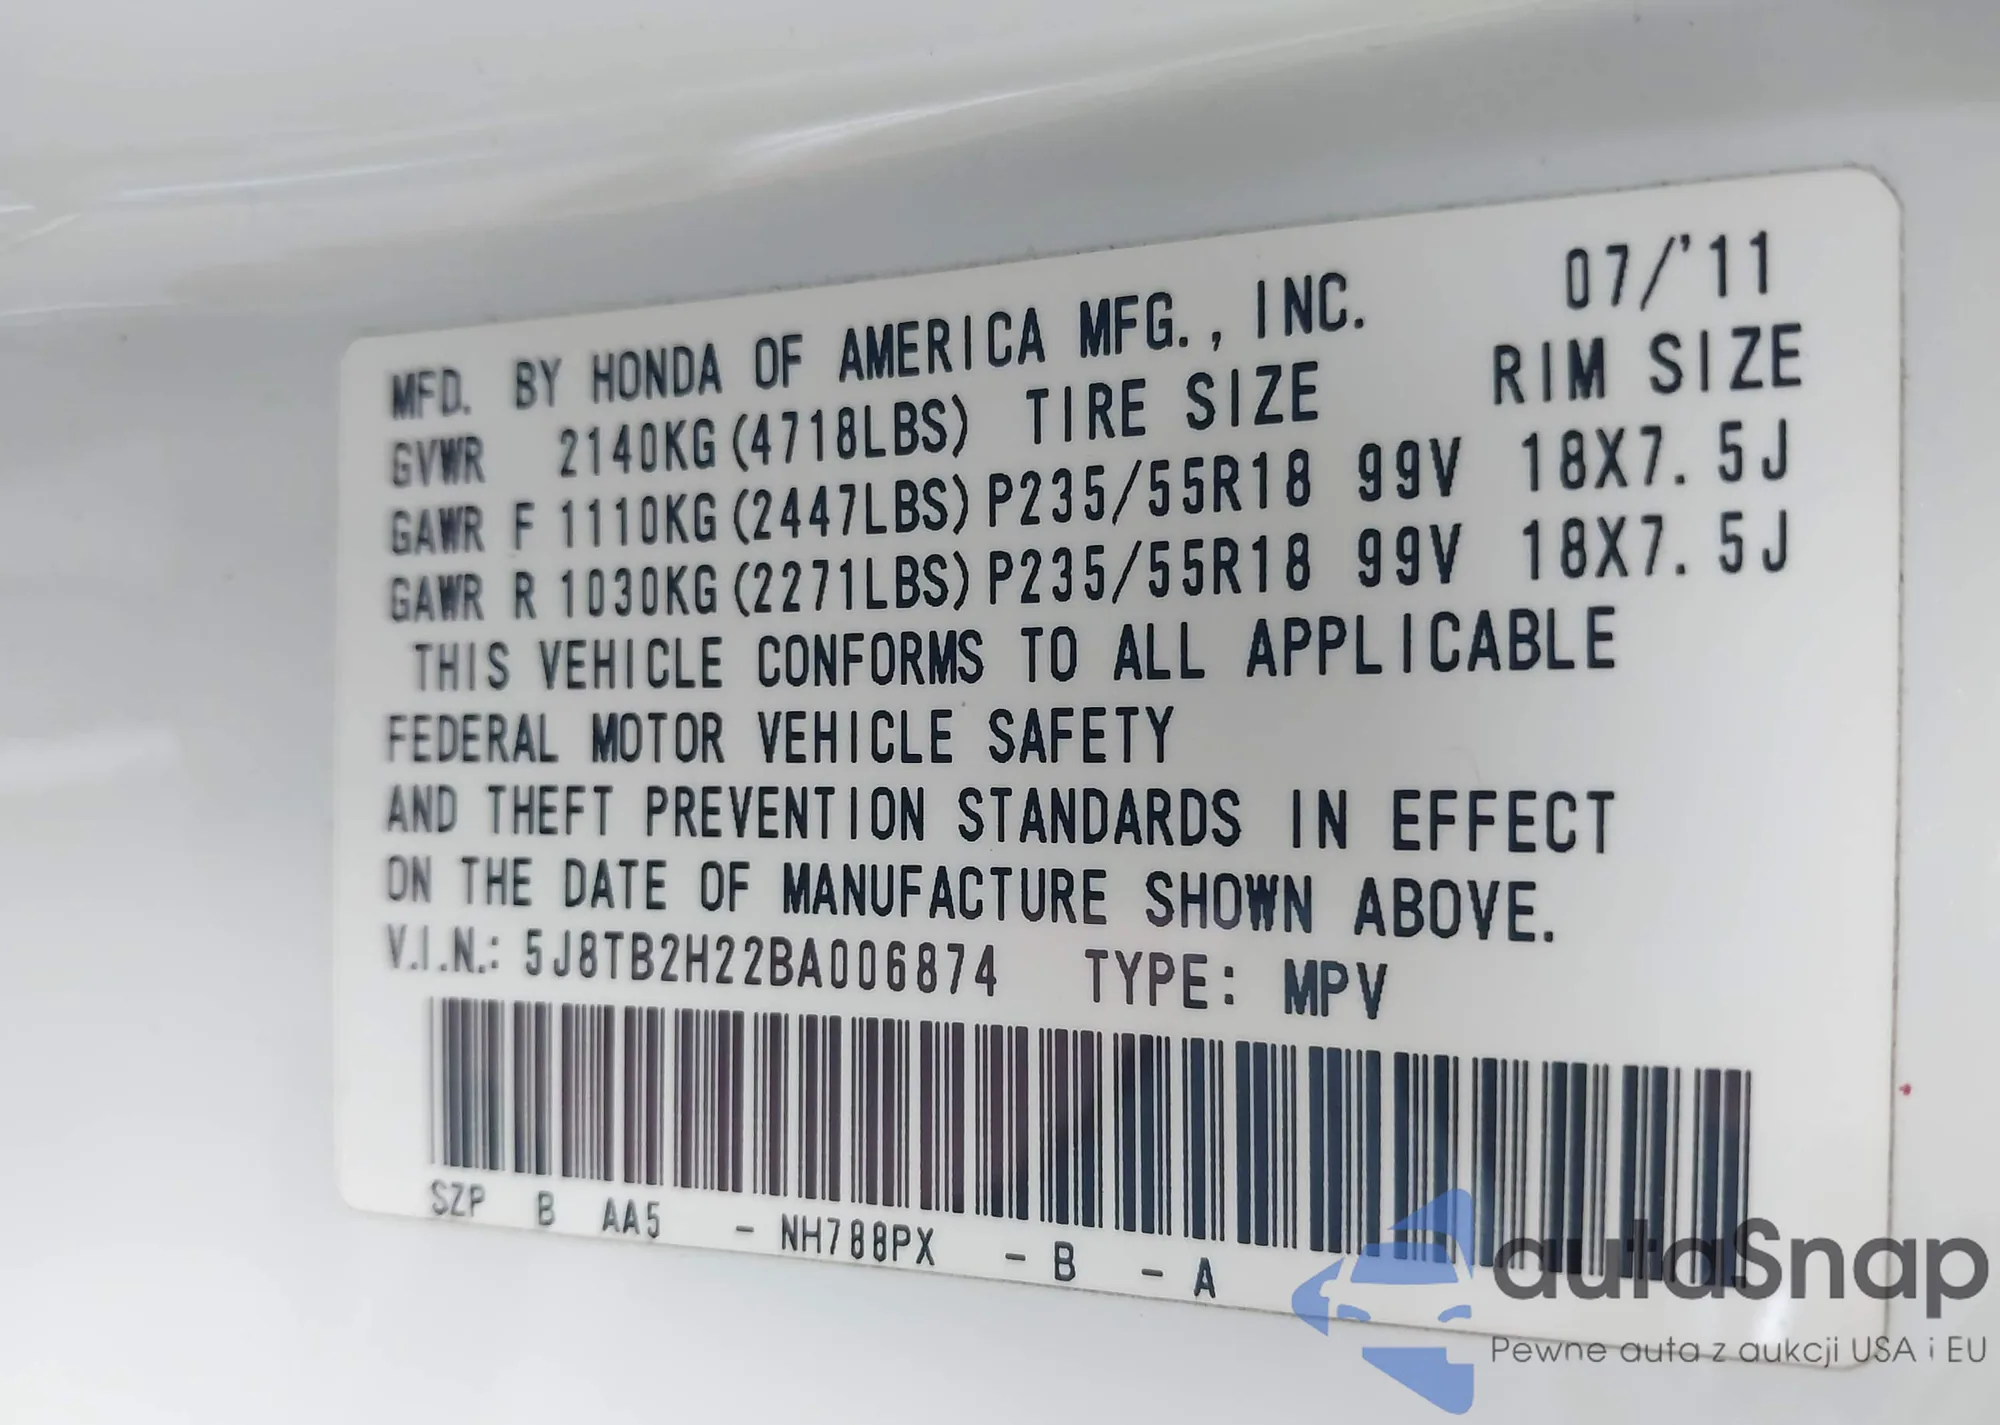 MFD. BY HONDA OF AMERICA MFG., INC. 07/'11
GVWR 2140KG(4718LBS) TIRE SIZE RIM SIZE
GAWR F 1110KG(2447LBS)P235/55R18 99V 18X7.5J
GAWR R 1030KG(2271LBS)P235/55R18 99V 18X7.5J
THIS VEHICLE CONFORMS TO ALL APPLICABLE
FEDERAL MOTOR VEHICLE SAFETY
AND THEFT PREVENTION STANDARDS IN EFFECT
ON THE DATE OF MANUFACTURE SHOWN ABOVE.
V.I.N.: 5J8TB2H22BA006874 TYPE: MPV
SZP B AA5 - NH788PX - B - A
autaSnap
Pewne auta z aukcji USA i EU